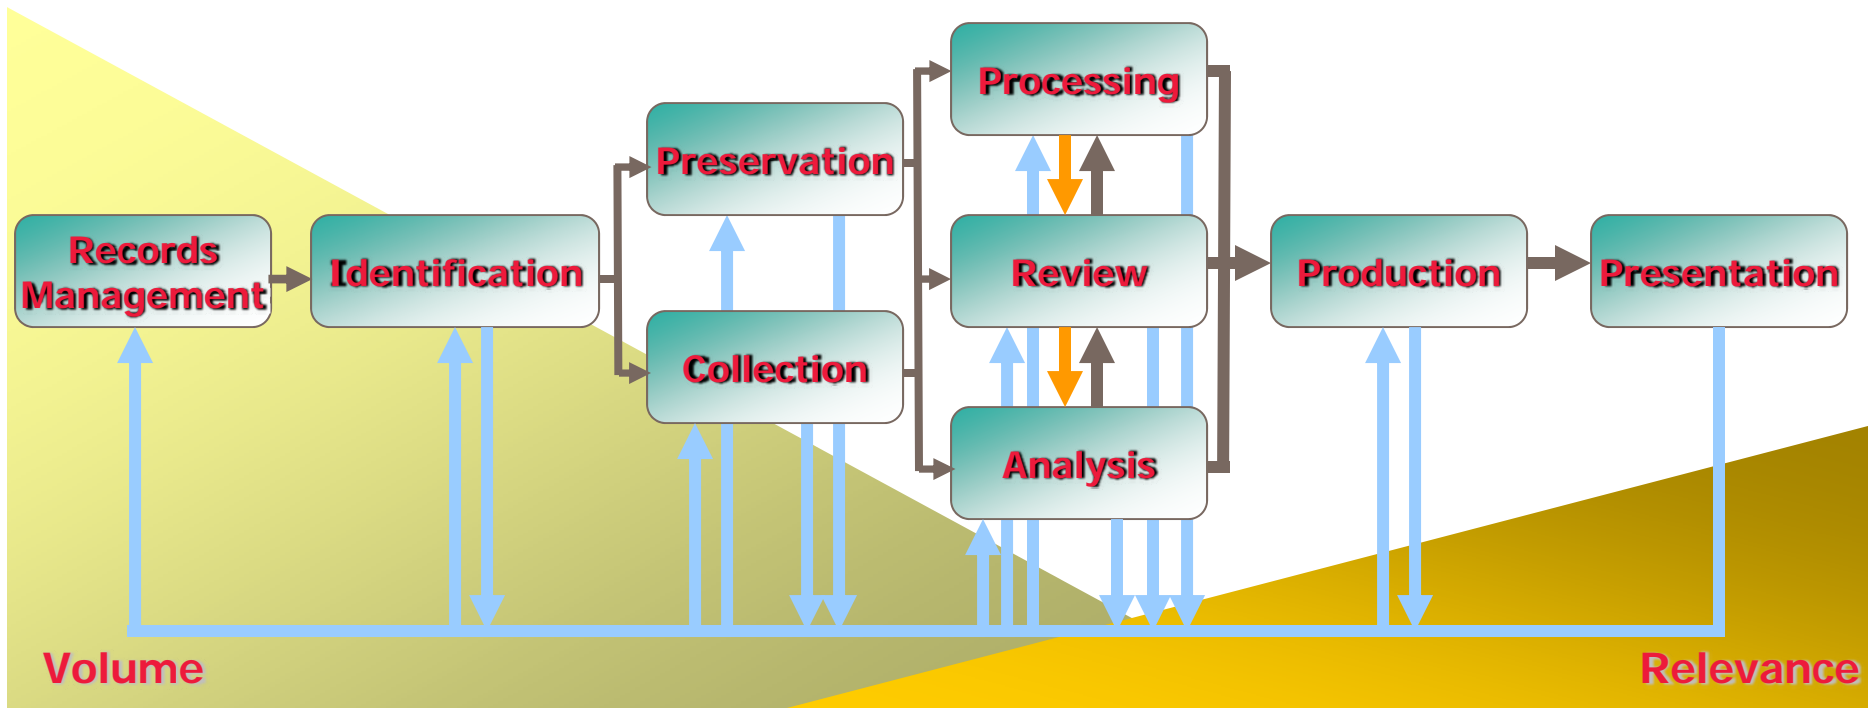 Records
Management
Identification
Preservation
Collection
Processing
Review
Analysis
Production
Presentation
Volume
Relevance